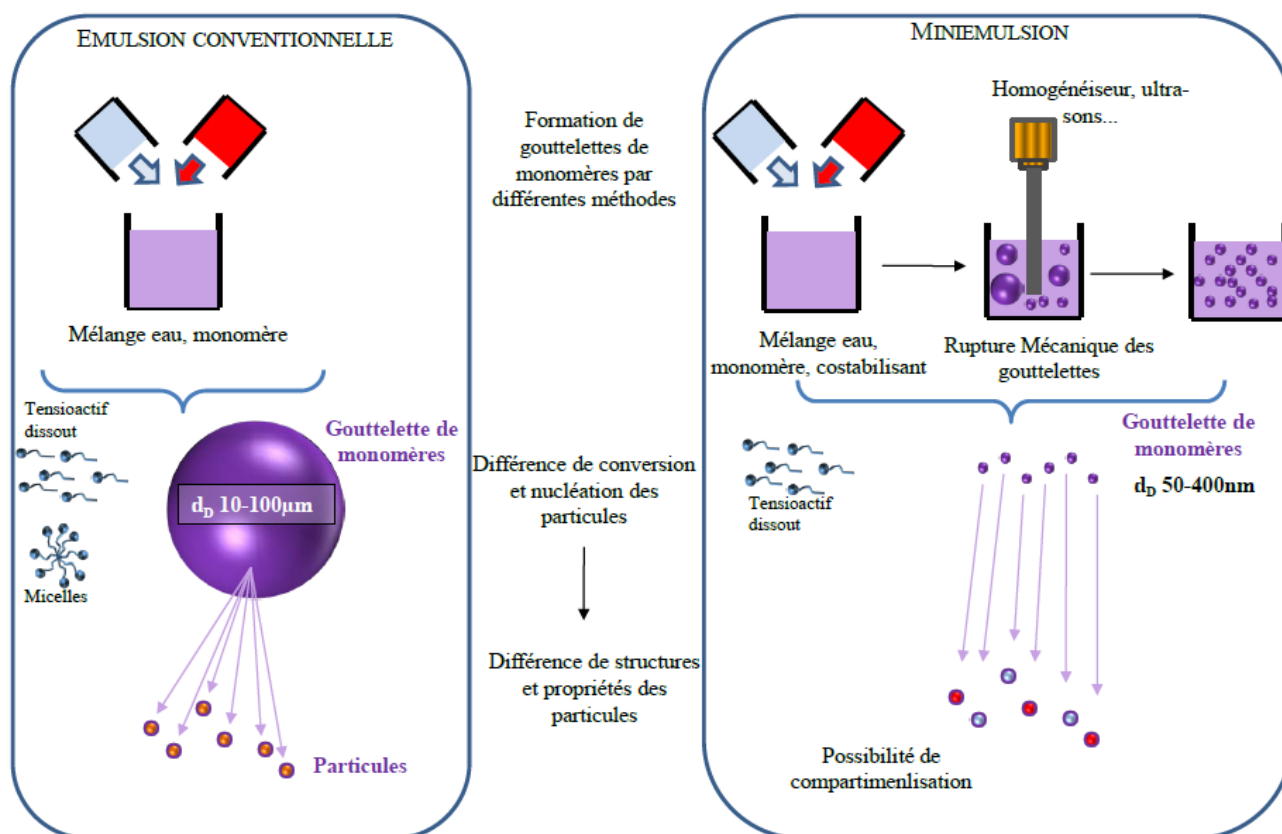 EMULSION CONVENTIONNELLE
Mélange eau, monomère
Tensioactif
dissout
Micelles
Gouttelette de
monomères
d_D 10-100µm
Particules
Formation de
gouttelettes de
monomères par
différentes méthodes
Différence de conversion
et nucléation des
particules
Différence de structures
et propriétés des
particules
MINIEMULSION
Homogénéiseur, ultra-
sons...
Mélange eau,
monomère, costabilisant
Rupture Mécanique des
gouttelettes
Tensioactif
dissout
Gouttelette de
monomères
d_D 50-400nm
Possibilité de
compartimenlisation